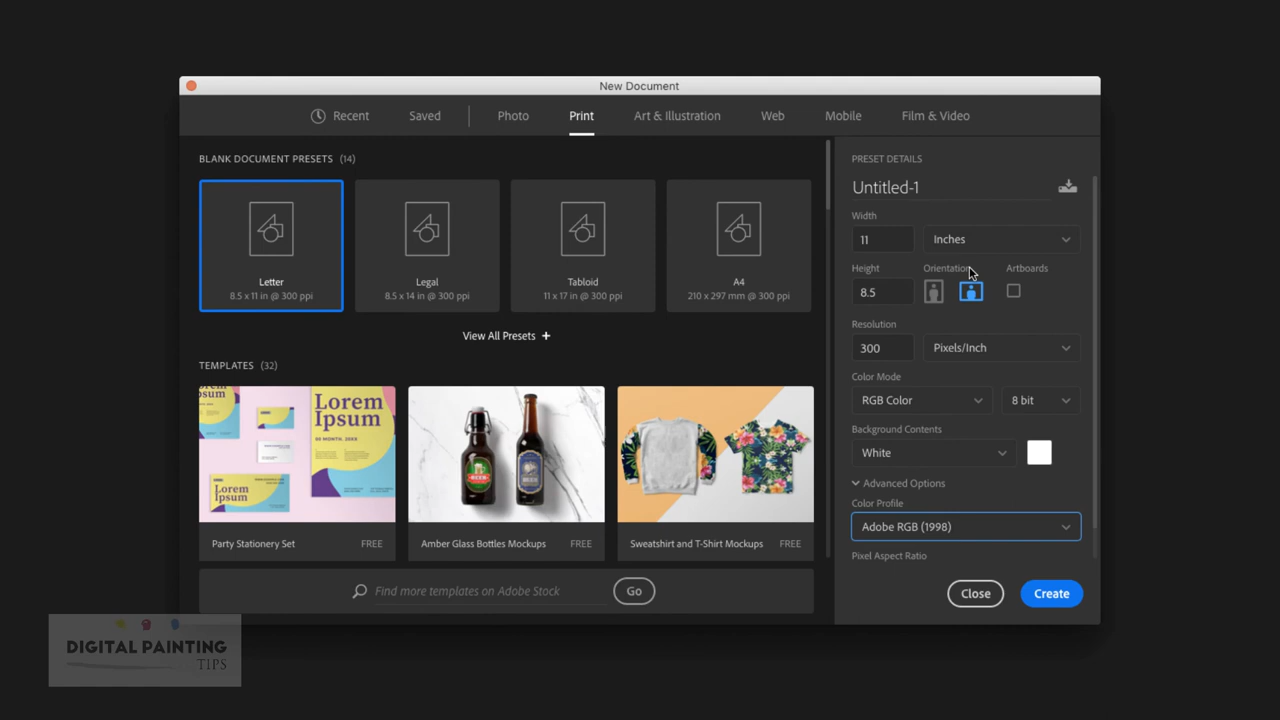 New Document
Recent
Saved
Photo
Print
Art & Illustration
Web
Mobile
Film & Video
BLANK DOCUMENT PRESETS (14)
Letter
8.5 x 11 in @ 300 ppi
Legal
8.5 x 14 in @ 300 ppi
Tabloid
11 x 17 in @ 300 ppi
A4
210 x 297 mm @ 300 ppi
View All Presets +
TEMPLATES (32)
Lorem
Ipsum
Lorem
Ipsum
BEER
Party Stationery Set FREE
Amber Glass Bottles Mockups FREE
Sweatshirt and T-Shirt Mockups FREE
Find more templates on Adobe Stock
Go
PRESET DETAILS
Untitled-1
Width
11 Inches
Height Orientation Artboards
8.5
Resolution
300 Pixels/Inch
Color Mode
RGB Color 8 bit
Background Contents
White
Advanced Options
Color Profile
Adobe RGB (1998)
Pixel Aspect Ratio
Close
Create
DIGITAL PAINTING
TIPS